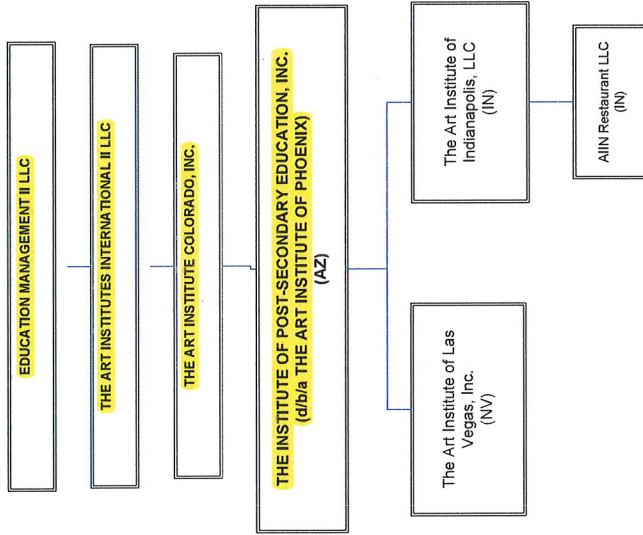 EDUCATION MANAGEMENT II LLC
THE ART INSTITUTES INTERNATIONAL II LLC
THE ART INSTITUTE COLORADO, INC.
THE INSTITUTE OF POST-SECONDARY EDUCATION, INC.
(d/b/a THE ART INSTITUTE OF PHOENIX)
(AZ)
The Art Institute of Las
Vegas, Inc.
(NV)
The Art Institute of
Indianapolis, LLC
(IN)
AIIN Restaurant LLC
(IN)